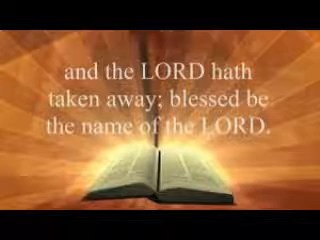 and the LORD hath
taken away; blessed be
the name of the LORD.